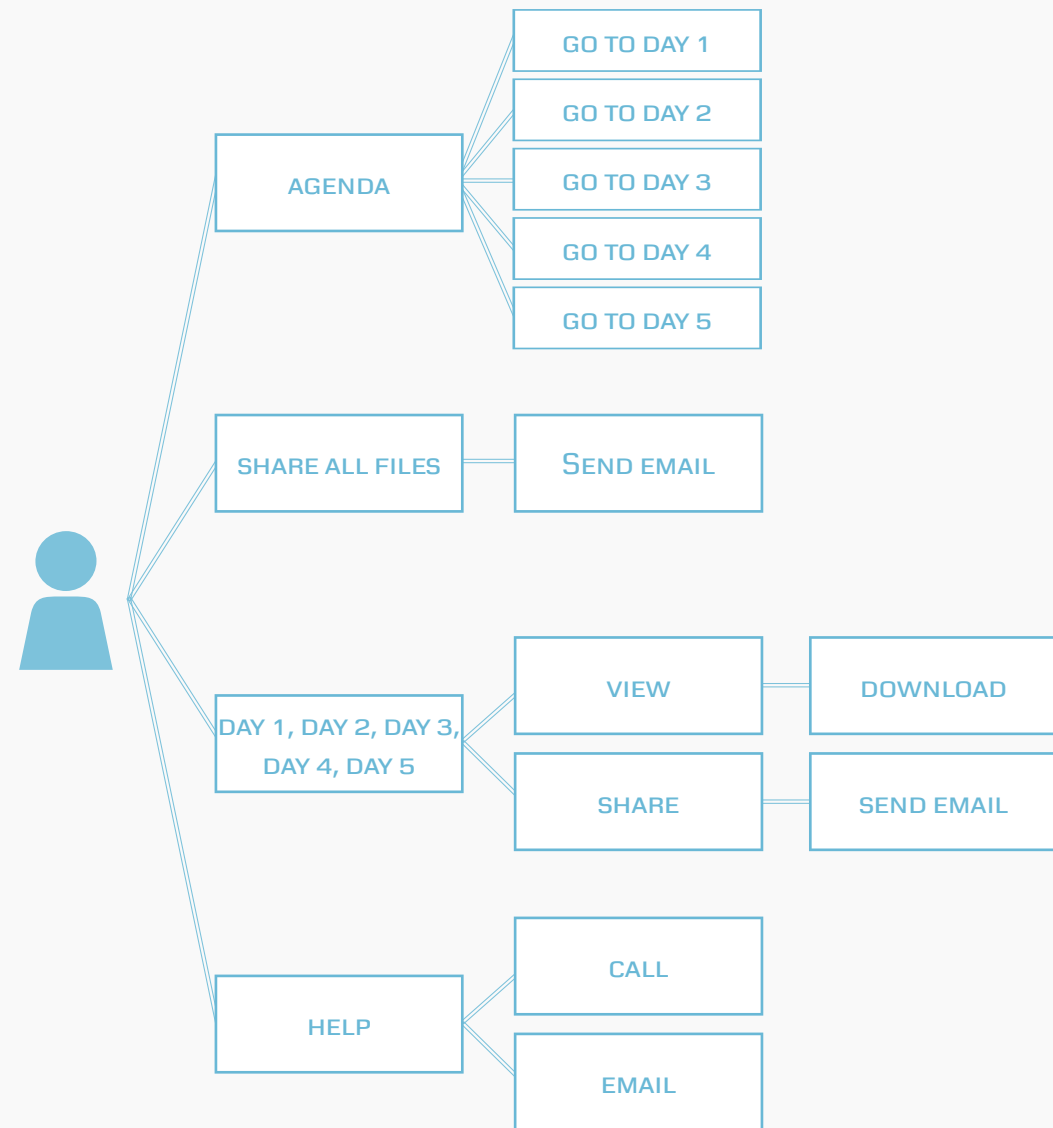 GO TO DAY 1
GO TO DAY 2
AGENDA
GO TO DAY 3
GO TO DAY 4
GO TO DAY 5
SHARE ALL FILES
SEND EMAIL
VIEW
DOWNLOAD
DAY 1, DAY 2, DAY 3,
DAY 4, DAY 5
SHARE
SEND EMAIL
CALL
HELP
EMAIL